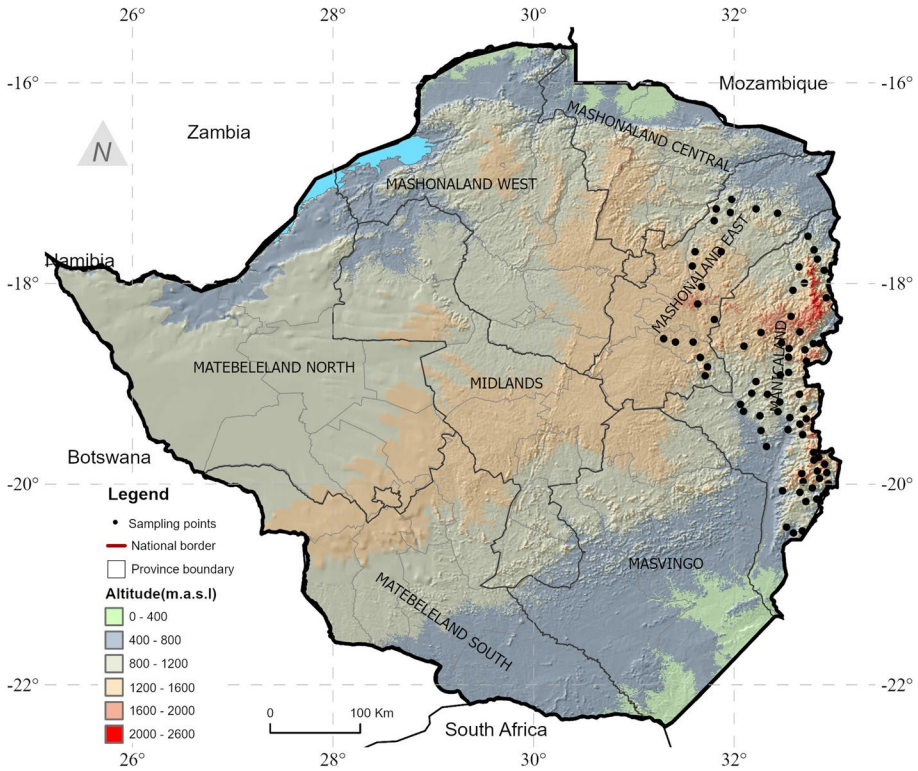 26°
28°
30°
32°
-16°
-16°
Mozambique
MASHONALAND CENTRAL
Zambia
N
MASHONALAND WEST
MASHONALAND EAST
Namibia
-18°
-18°
MANICALAND
MATEBELELAND NORTH
MIDLANDS
Botswana
-20°
-20°
Legend
Sampling points
National border
Province boundary
MASVINGO
MATEBELELAND SOUTH
Altitude(m.a.s.l)
0 - 400
400 - 800
800 - 1200
1200 - 1600
1600 - 2000
2000 - 2600
-22°
-22°
0
100 Km
South Africa
26°
28°
30°
32°